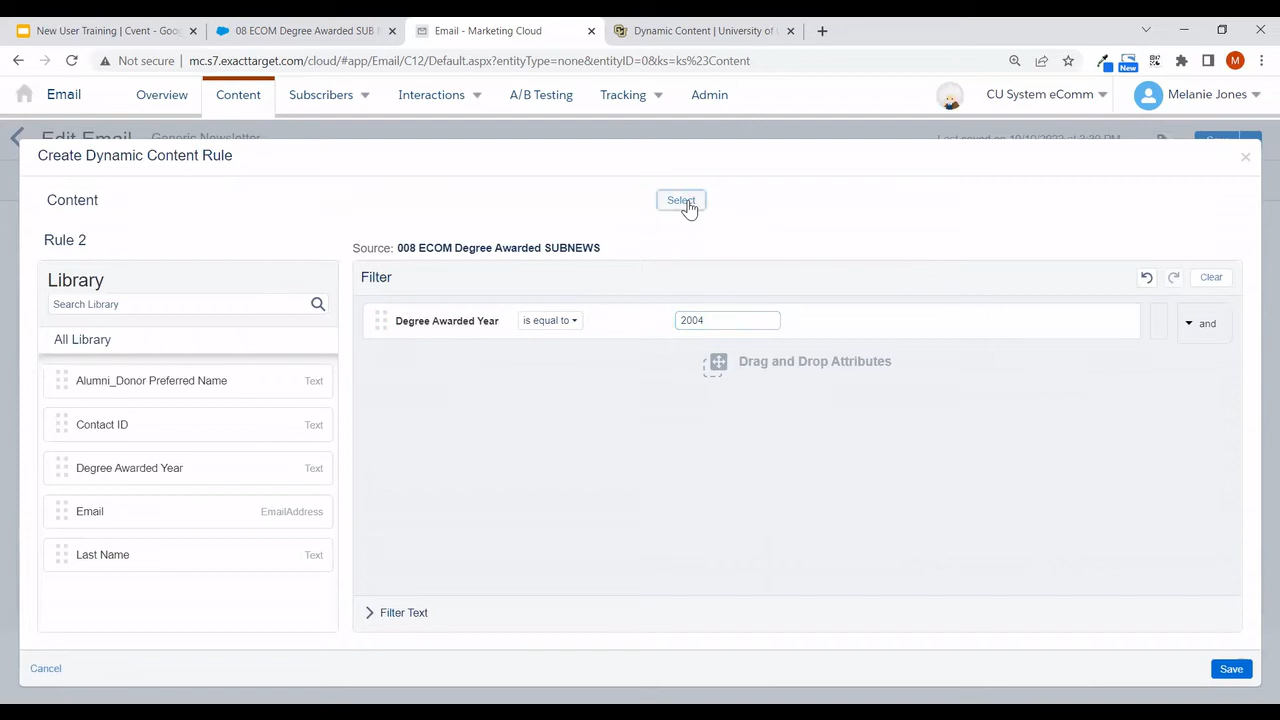 New User Training | Cvent - Goo
08 ECOM Degree Awarded SUB N
Email - Marketing Cloud
Dynamic Content | University of
Not secure
mc.s7.exacttarget.com/cloud/#app/Email/C12/Default.aspx?entityType=none&entityID=0&ks=ks%23Content
New
M
Email
Overview
Content
Subscribers
Interactions
A/B Testing
Tracking
Admin
CU System eComm
Melanie Jones
Edit Email
Generic Newsletter
Last saved on 10/10/2022 at 3:30 PM
Save
Create Dynamic Content Rule
Content
Select
Rule 2
Source: 008 ECOM Degree Awarded SUBNEWS
Library
Search Library
All Library
Alumni_Donor Preferred Name Text
Contact ID Text
Degree Awarded Year Text
Email EmailAddress
Last Name Text
Filter
Clear
Degree Awarded Year is equal to 2004
and
Drag and Drop Attributes
Filter Text
Cancel
Save